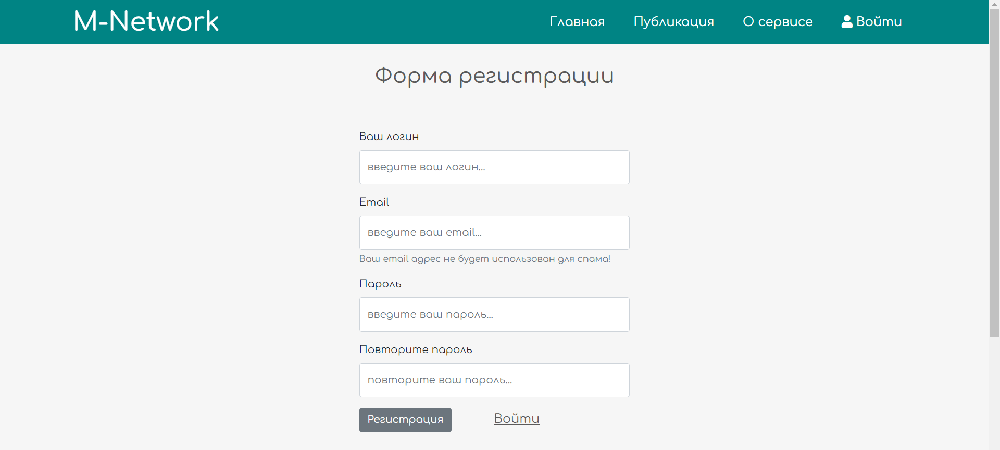 M-Network
Главная Публикация О сервисе Войти
Форма регистрации
Ваш логин
введите ваш логин...
Email
введите ваш email...
Ваш email адрес не будет использован для спама!
Пароль
введите ваш пароль...
Повторите пароль
повторите ваш пароль...
Регистрация Войти